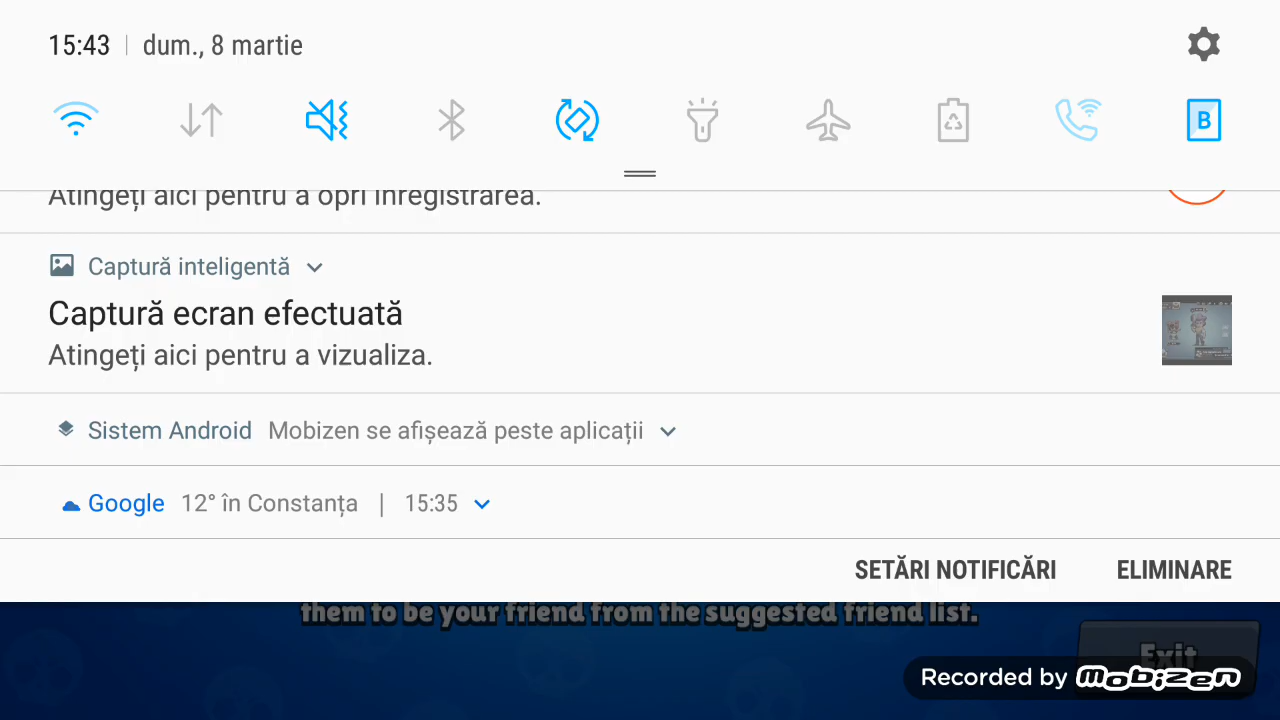 15:43 | dum., 8 martie
B
Atingeți aici pentru a opri înregistrarea.
Captură inteligentă
Captură ecran efectuată
Atingeți aici pentru a vizualiza.
Sistem Android Mobizen se afișează peste aplicații
Google 12° în Constanța | 15:35
SETĂRI NOTIFICĂRI ELIMINARE
them to be your friend from the suggested friend list.
Exit
Recorded by mobizen